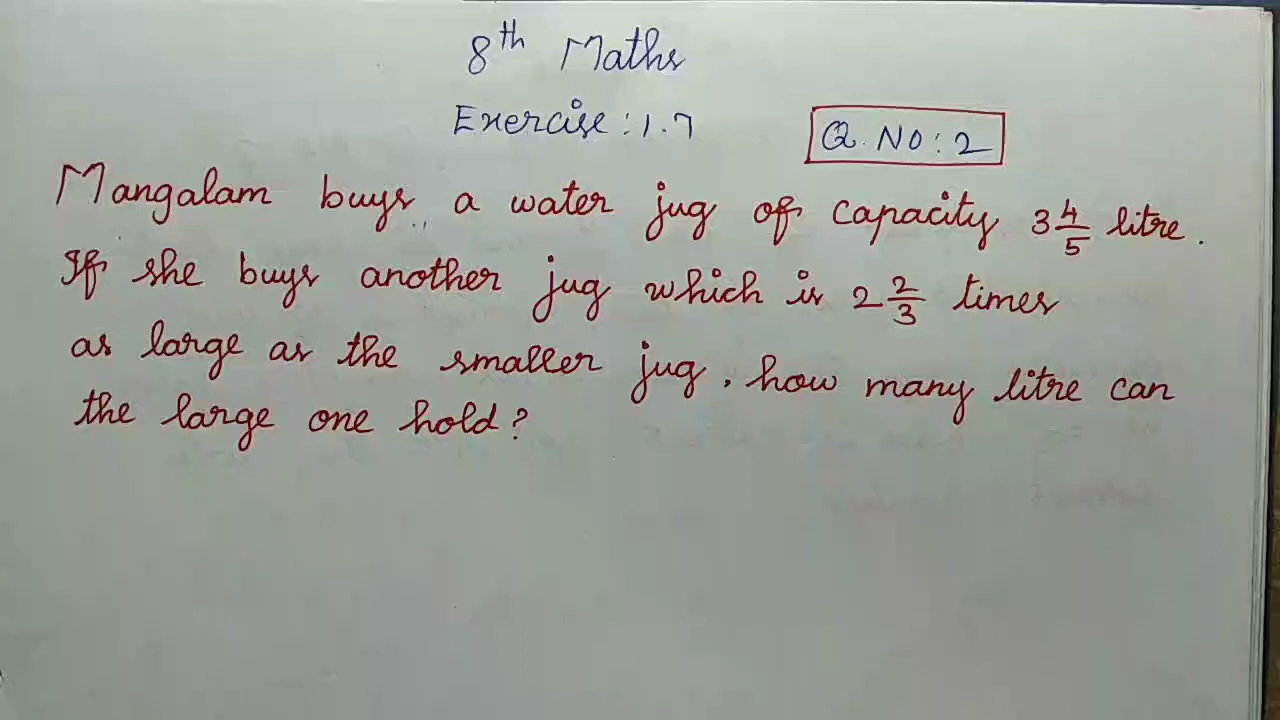 8th Maths
Exercise : 1.7
Q. No : 2
Mangalam buys a water jug of capacity 3 4/5 litre.
If she buys another jug which is 2 2/3 times
as large as the smaller jug, how many litre can
the large one hold?